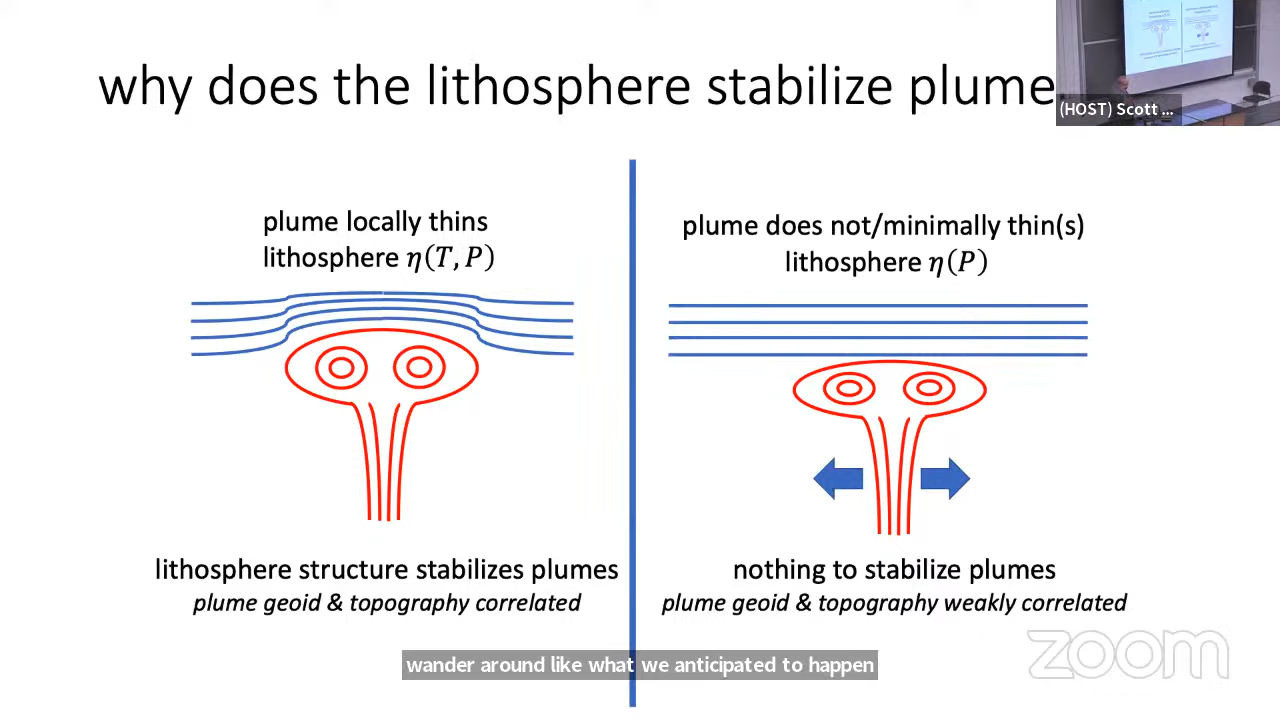 why does the lithosphere stabilize plume
(HOST) Scott ...
plume locally thins
lithosphere η(T, P)
plume does not/minimally thin(s)
lithosphere η(P)
lithosphere structure stabilizes plumes
plume geoid & topography correlated
nothing to stabilize plumes
plume geoid & topography weakly correlated
wander around like what we anticipated to happen
zoom